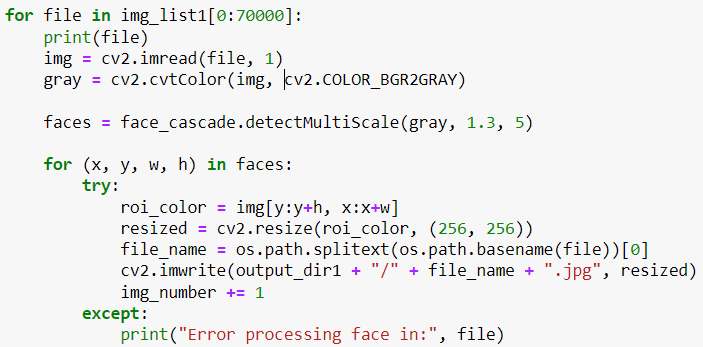 for file in img_list1[0:70000]:
    print(file)
    img = cv2.imread(file, 1)
    gray = cv2.cvtColor(img, cv2.COLOR_BGR2GRAY)

    faces = face_cascade.detectMultiScale(gray, 1.3, 5)

    for (x, y, w, h) in faces:
        try:
            roi_color = img[y:y+h, x:x+w]
            resized = cv2.resize(roi_color, (256, 256))
            file_name = os.path.splitext(os.path.basename(file))[0]
            cv2.imwrite(output_dir1 + "/" + file_name + ".jpg", resized)
            img_number += 1
        except:
            print("Error processing face in:", file)